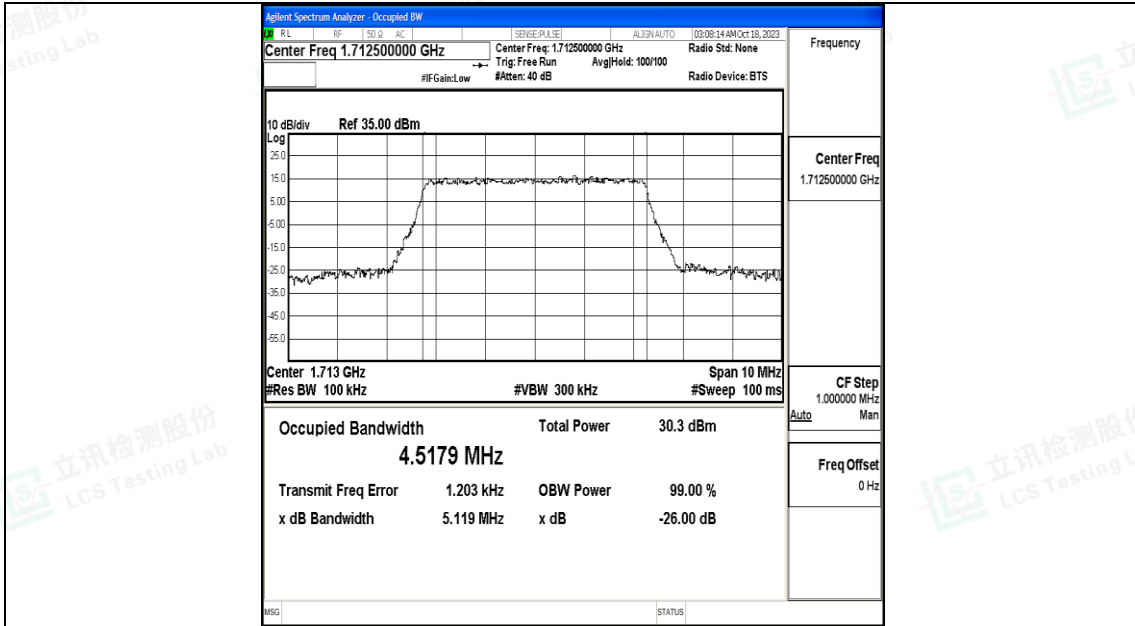 Agilent Spectrum Analyzer - Occupied BW
RL RF 50 Ω AC SENSE:PULSE ALIGN AUTO 03:08:14 AM Oct 18, 2023
Center Freq 1.712500000 GHz
Center Freq: 1.712500000 GHz
Radio Std: None
Trig: Free Run Avg|Hold: 100/100
#IFGain:Low
#Atten: 40 dB
Radio Device: BTS
Frequency
10 dB/div Ref 35.00 dBm
Log
25.0
15.0
5.00
-5.00
-15.0
-25.0
-35.0
-45.0
-55.0
Center 1.713 GHz
Span 10 MHz
#Res BW 100 kHz
#VBW 300 kHz
#Sweep 100 ms
Center Freq
1.712500000 GHz
CF Step
1.000000 MHz
Auto Man
Freq Offset
0 Hz
Occupied Bandwidth
4.5179 MHz
Total Power 30.3 dBm
Transmit Freq Error 1.203 kHz
OBW Power 99.00 %
x dB Bandwidth 5.119 MHz
x dB -26.00 dB
MSG
STATUS
测股份
sting Lab
立讯检测股份
LCS Testing Lab
立讯检测股份
LCS Testing L
立